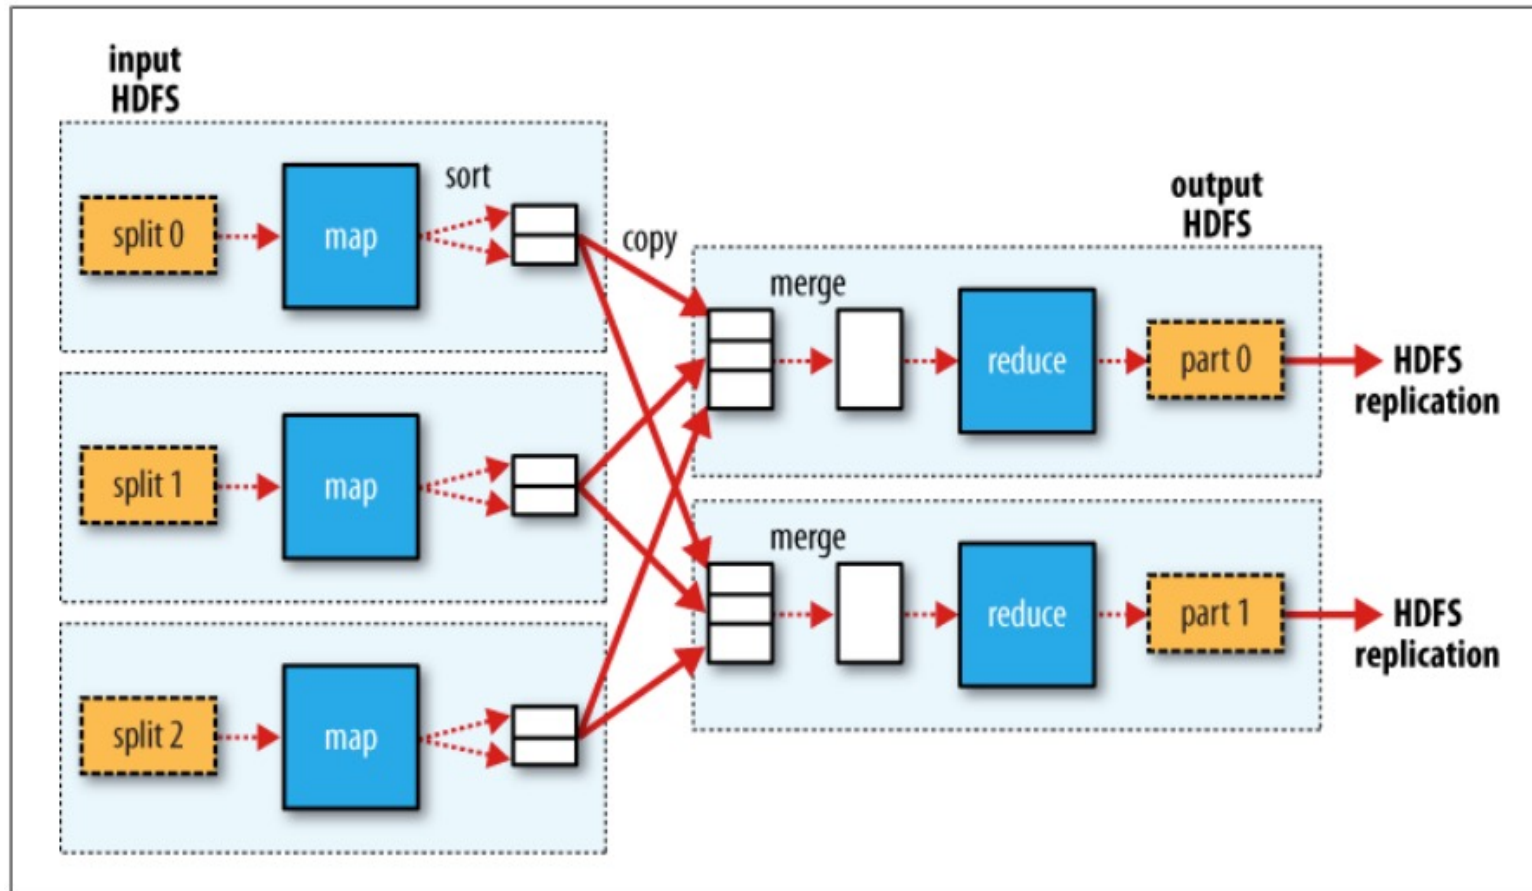 input
HDFS
split 0
map
sort
copy
split 1
map
split 2
map
output
HDFS
merge
reduce
part 0
HDFS
replication
merge
reduce
part 1
HDFS
replication